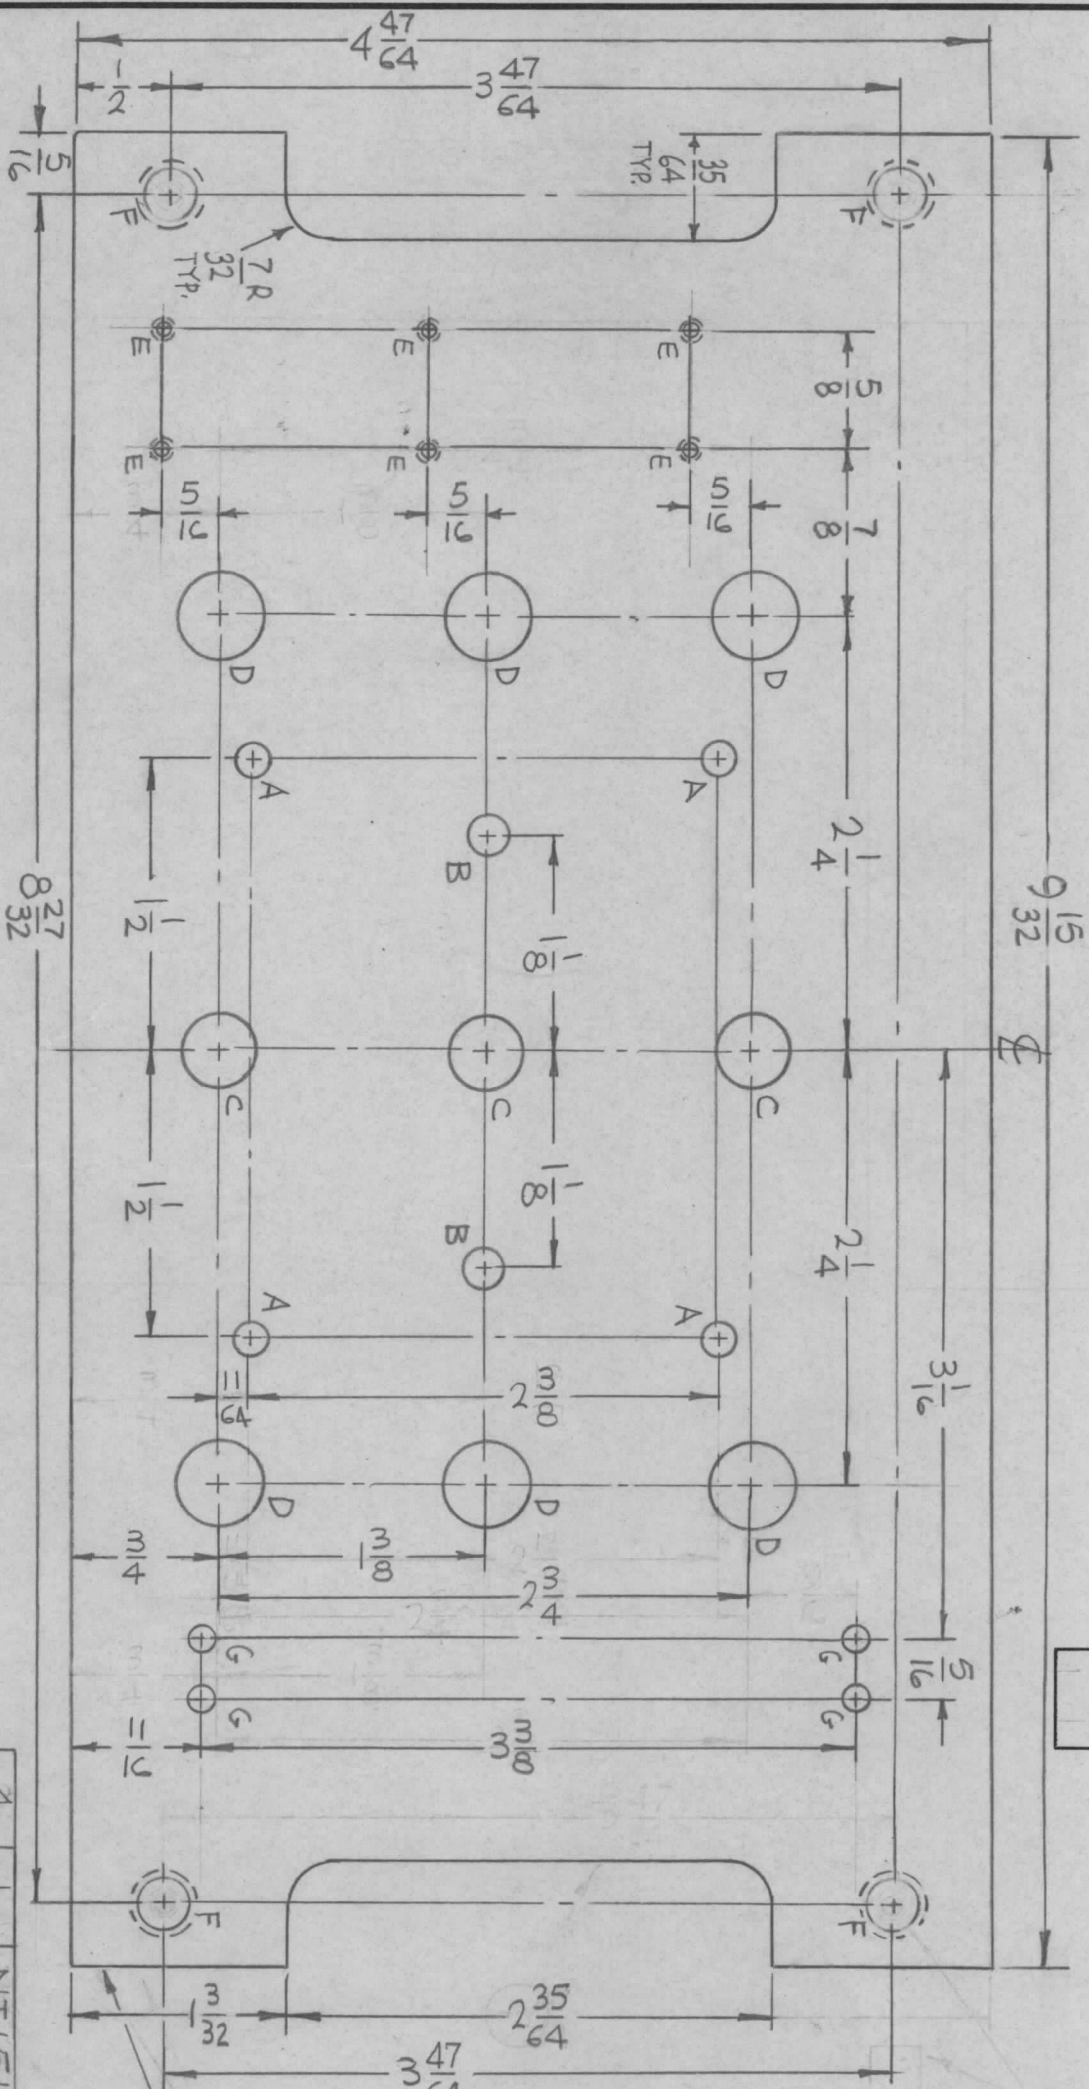 4 47/64
3 47/64
1/2
5/16
35/64
TYP.
7/32 R
TYP.
F
F
E
E
E
5/8
E
E
E
5/16
5/16
5/16
7/8
D
D
D
A
A
B
2 1/4
1 1/2
1 1/8
9 15/32
8 27/32
℄
C
C
C
1 1/2
1 1/8
2 1/4
3 1/16
B
A
A
11/64
2 3/8
D
D
D
3/4
1 3/8
2 3/4
G
G
5/16
G
G
11/16
3 3/8
F
F
1 3/32
2 35/64
3 47/64